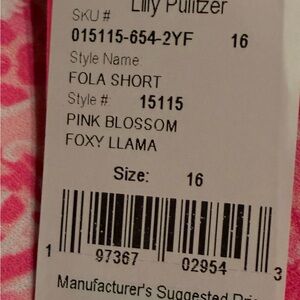 Lilly Pulitzer
SKU #
015115-654-2YF 16
Style Name
FOLA SHORT
Style # 15115
PINK BLOSSOM
FOXY LLAMA
Size: 16
1 97367 02954 3
Manufacturer's Suggested